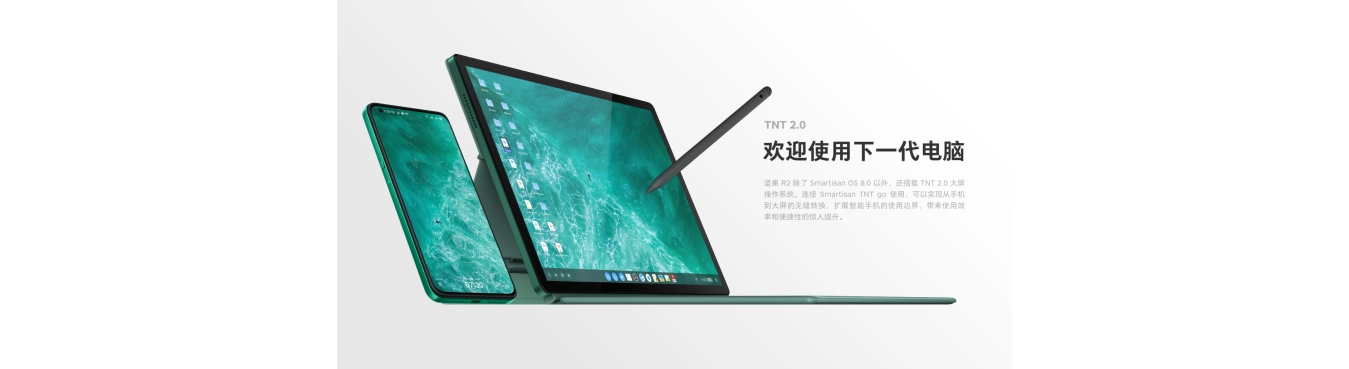 TNT 2.0
欢迎使用下一代电脑
坚果 R2 除了 Smartisan OS 8.0 以外，还搭载 TNT 2.0 大屏
操作系统。连接 Smartisan TNT go 使用，可以实现从手机
到大屏的无缝转换，扩展智能手机的使用边界，带来使用效
率和便捷性的惊人提升。
07:30